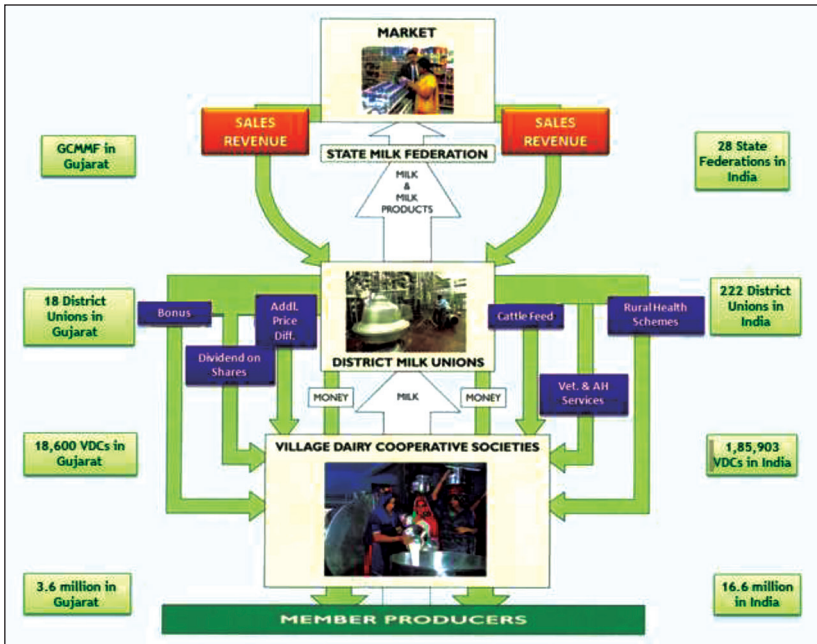 MARKET
SALES
REVENUE
SALES
REVENUE
GCMMF in
Gujarat
STATE MILK FEDERATION
28 State
Federations in
India
MILK
&
MILK
PRODUCTS
18 District
Unions in
Gujarat
Bonus
Dividend on
Shares
Addl.
Price
Diff.
Cattle Feed
Vet. & AH
Services
Rural Health
Schemes
222 District
Unions in
India
DISTRICT MILK UNIONS
MONEY
MILK
MONEY
18,600 VDCs in
Gujarat
VILLAGE DAIRY COOPERATIVE SOCIETIES
1,85,903
VDCs in India
3.6 million in
Gujarat
16.6 million
in India
MEMBER PRODUCERS